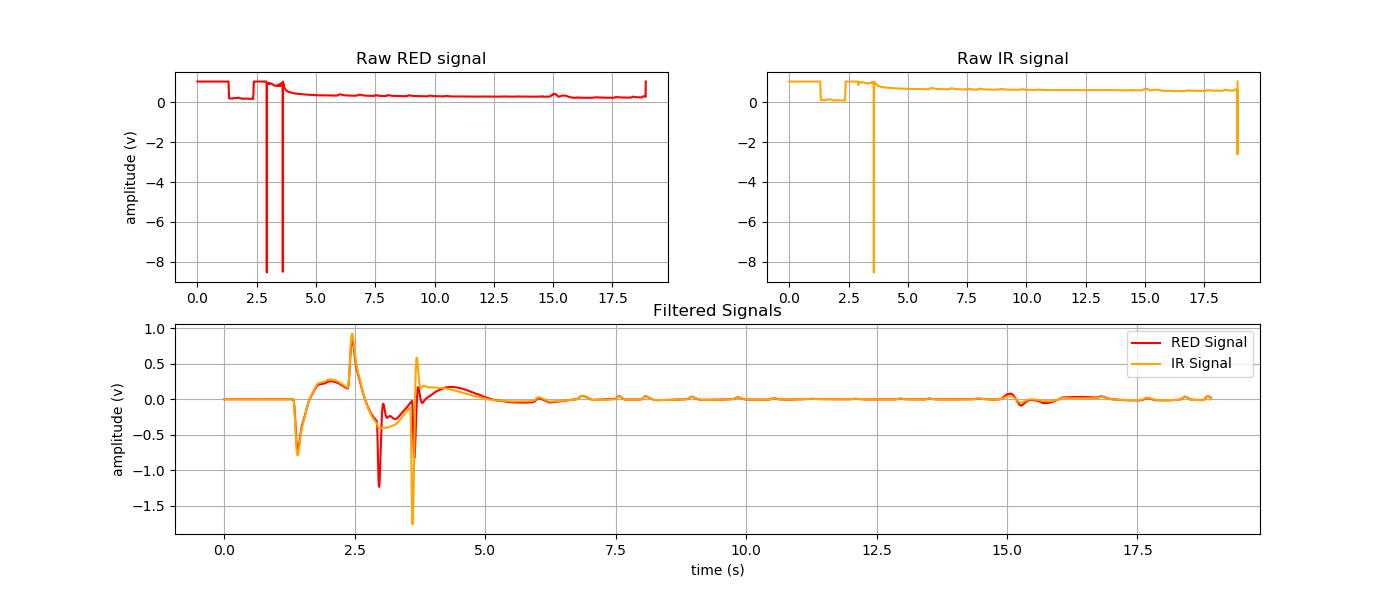 Raw RED signal
Raw IR signal
amplitude (v)
0
−2
−4
−6
−8
0.0 2.5 5.0 7.5 10.0 12.5 15.0 17.5
0
−2
−4
−6
−8
0.0 2.5 5.0 7.5 10.0 12.5 15.0 17.5
Filtered Signals
amplitude (v)
1.0
0.5
0.0
−0.5
−1.0
−1.5
RED Signal
IR Signal
0.0 2.5 5.0 7.5 10.0 12.5 15.0 17.5
time (s)